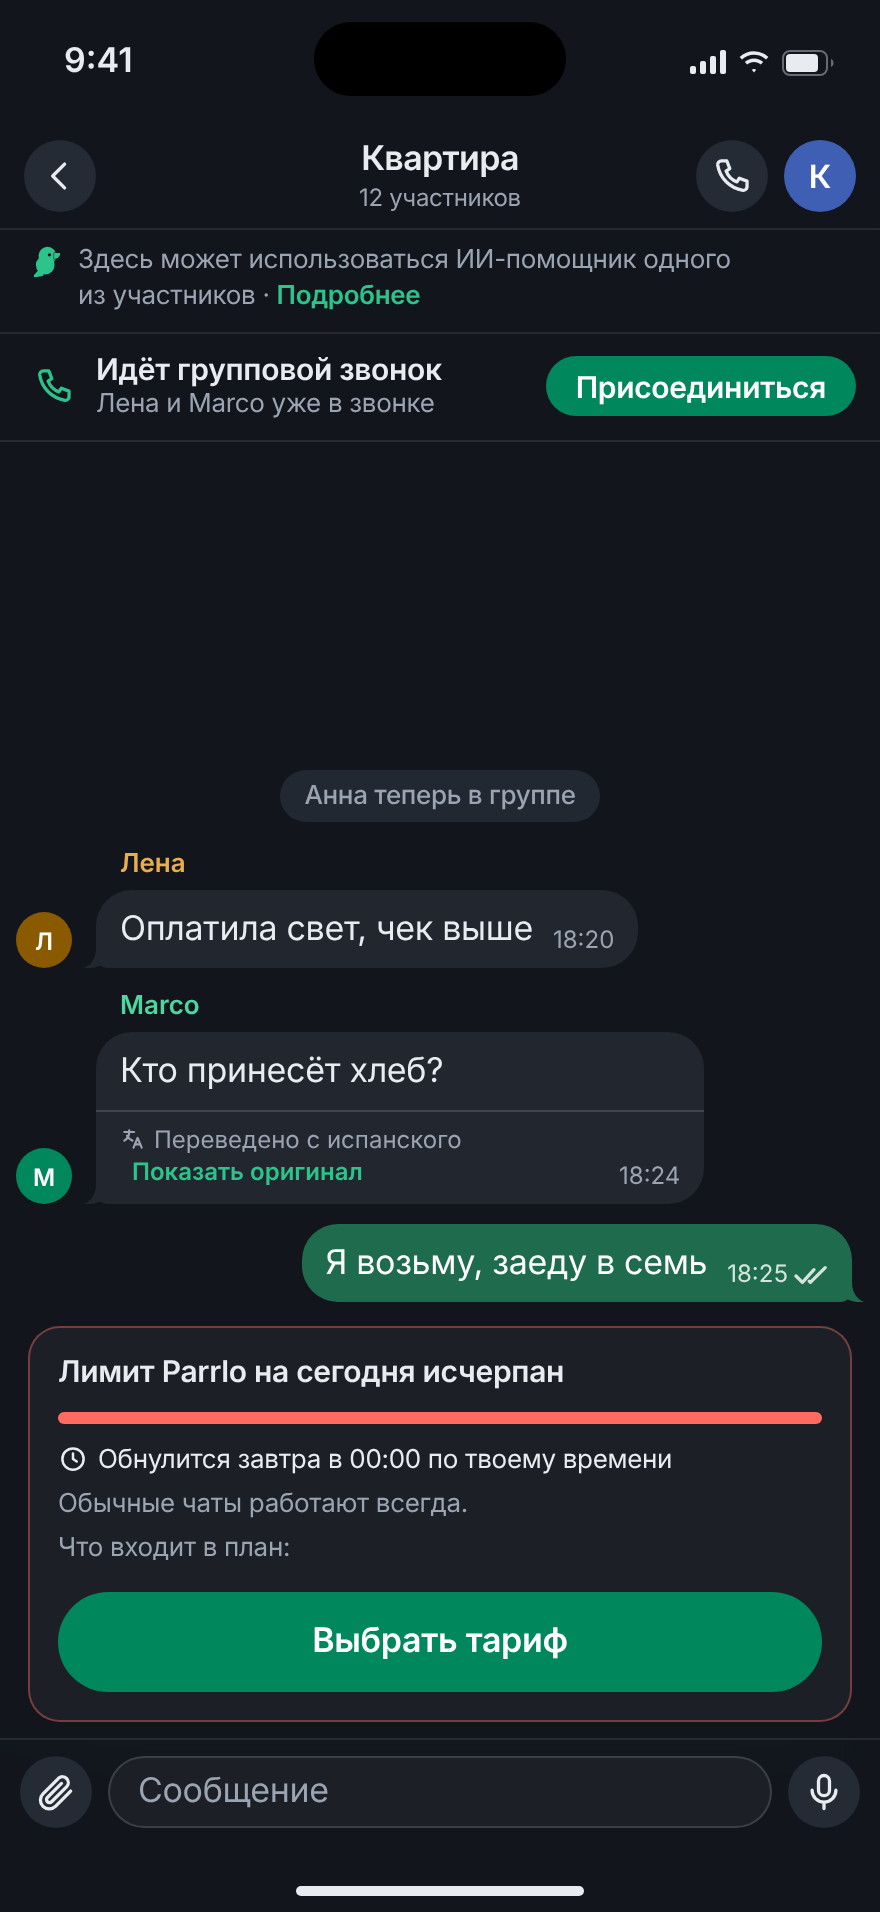 9:41
Квартира
12 участников
К
Здесь может использоваться ИИ-помощник одного
из участников · Подробнее
Идёт групповой звонок
Лена и Marco уже в звонке
Присоединиться
Анна теперь в группе
Лена
Л
Оплатила свет, чек выше 18:20
Marco
Кто принесёт хлеб?
Переведено с испанского
М
Показать оригинал 18:24
Я возьму, заеду в семь 18:25
Лимит Parrlo на сегодня исчерпан
Обнулится завтра в 00:00 по твоему времени
Обычные чаты работают всегда.
Что входит в план:
Выбрать тариф
Сообщение